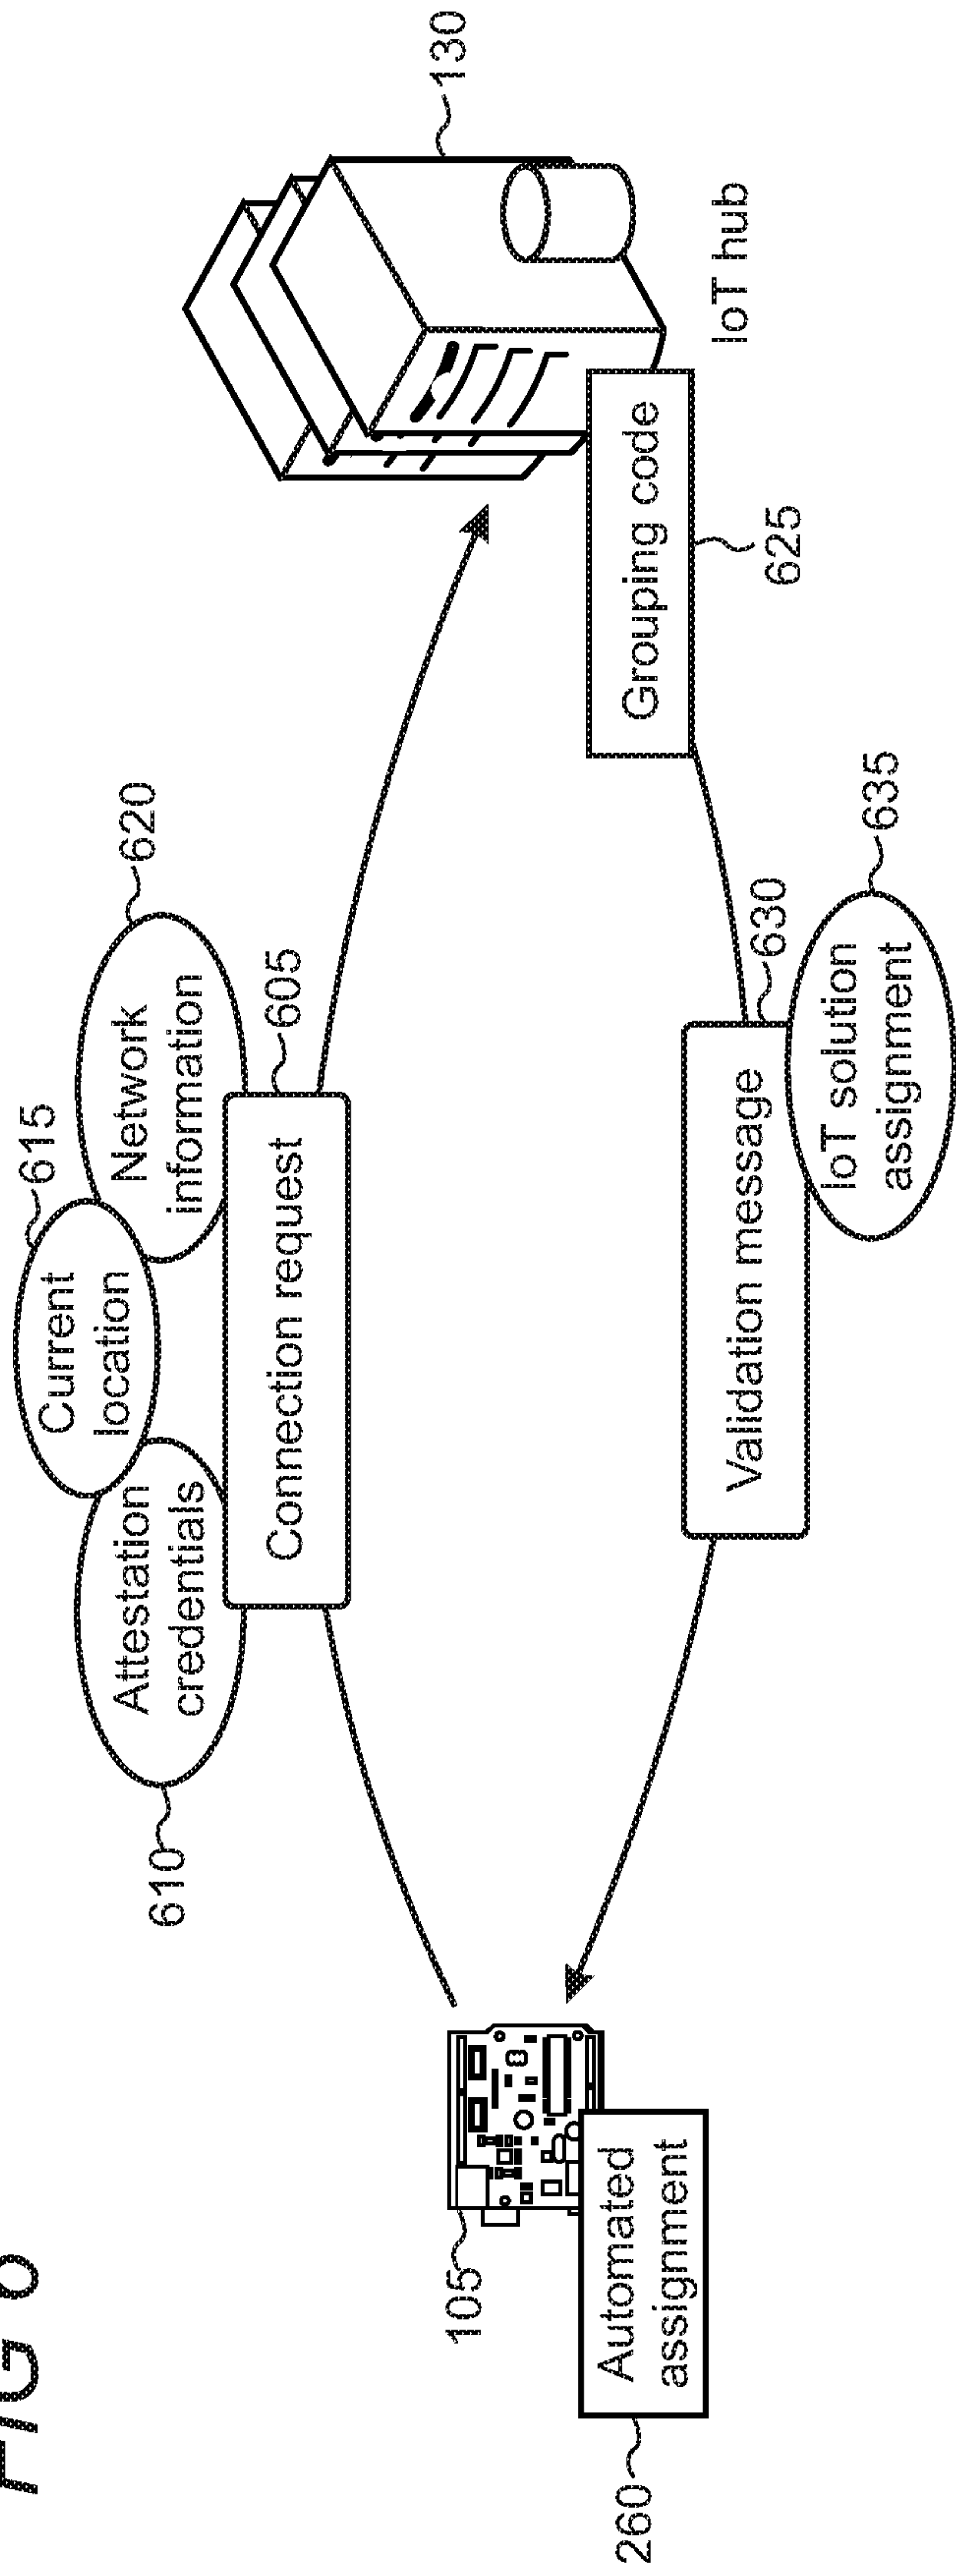 FIG 6
615
Current
location
620
Network
information
610
Attestation
credentials
605
Connection request
130
IoT hub
105
Automated
assignment
260
Grouping code
625
Validation message
630
IoT solution
assignment
635